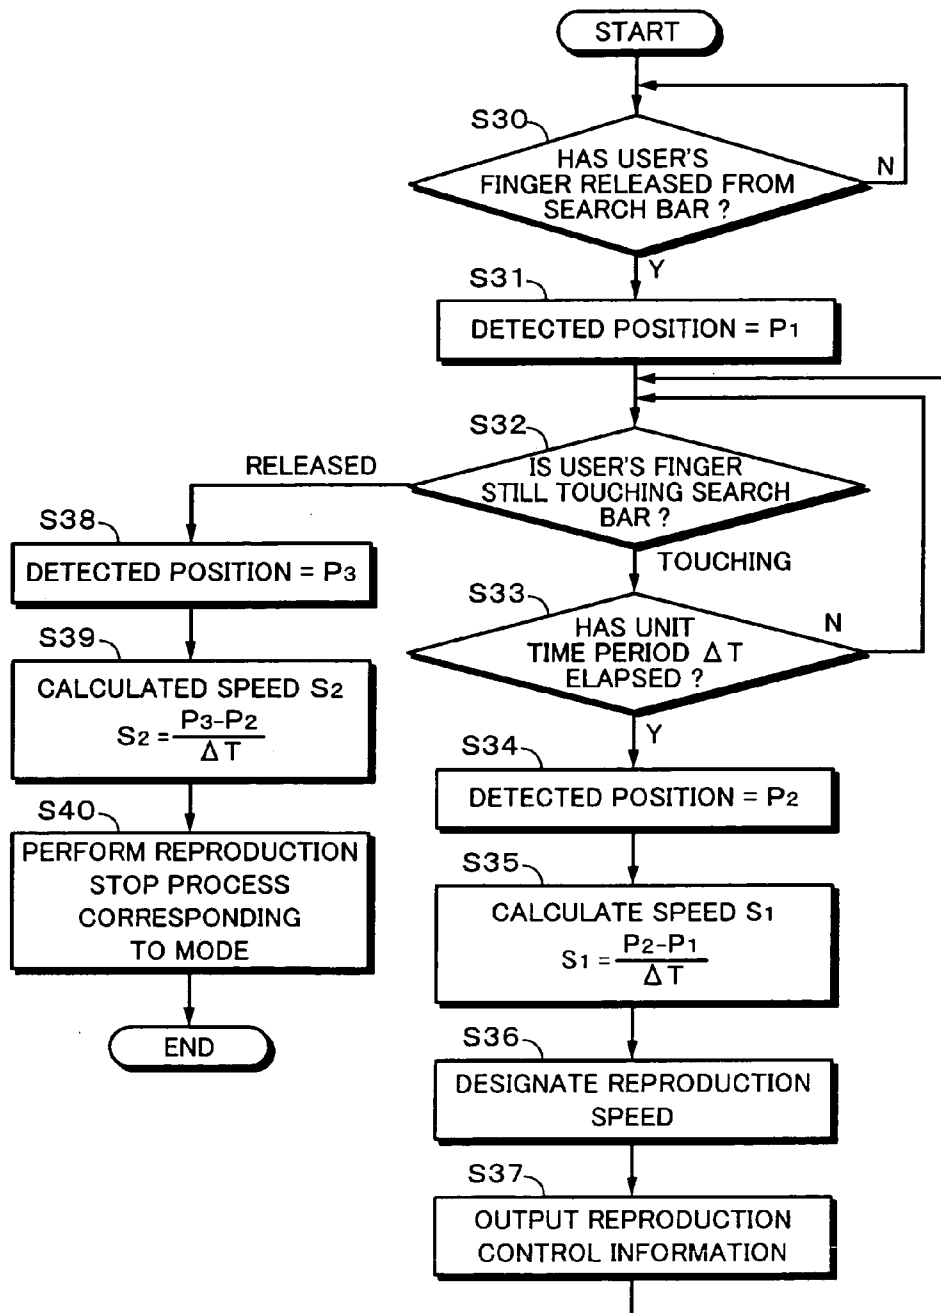 START
S30
HAS USER'S
FINGER RELEASED FROM
SEARCH BAR ?
N
Y
S31
DETECTED POSITION = P1
S32
IS USER'S FINGER
STILL TOUCHING SEARCH
BAR ?
RELEASED
TOUCHING
S33
HAS UNIT
TIME PERIOD ΔT
ELAPSED ?
N
Y
S34
DETECTED POSITION = P2
S35
CALCULATE SPEED S1
S1 = P2-P1 / ΔT
S36
DESIGNATE REPRODUCTION
SPEED
S37
OUTPUT REPRODUCTION
CONTROL INFORMATION
S38
DETECTED POSITION = P3
S39
CALCULATED SPEED S2
S2 = P3-P2 / ΔT
S40
PERFORM REPRODUCTION
STOP PROCESS
CORRESPONDING
TO MODE
END